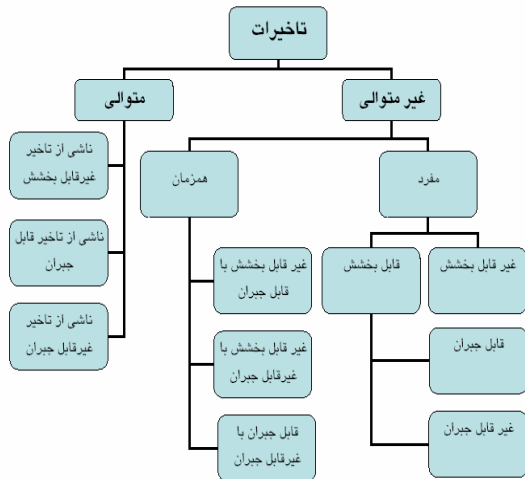 تاخیرات
غیر متوالی
متوالی
مفرد
همزمان
ناشی از تاخیر
غیرقابل بخشش
ناشی از تاخیر قابل
جبران
ناشی از تاخیر
غیرقابل جبران
غیر قابل بخشش
قابل بخشش
قابل جبران
غیر قابل جبران
غیر قابل بخشش با
قابل جبران
غیر قابل بخشش با
غیرقابل جبران
قابل جبران با
غیرقابل جبران